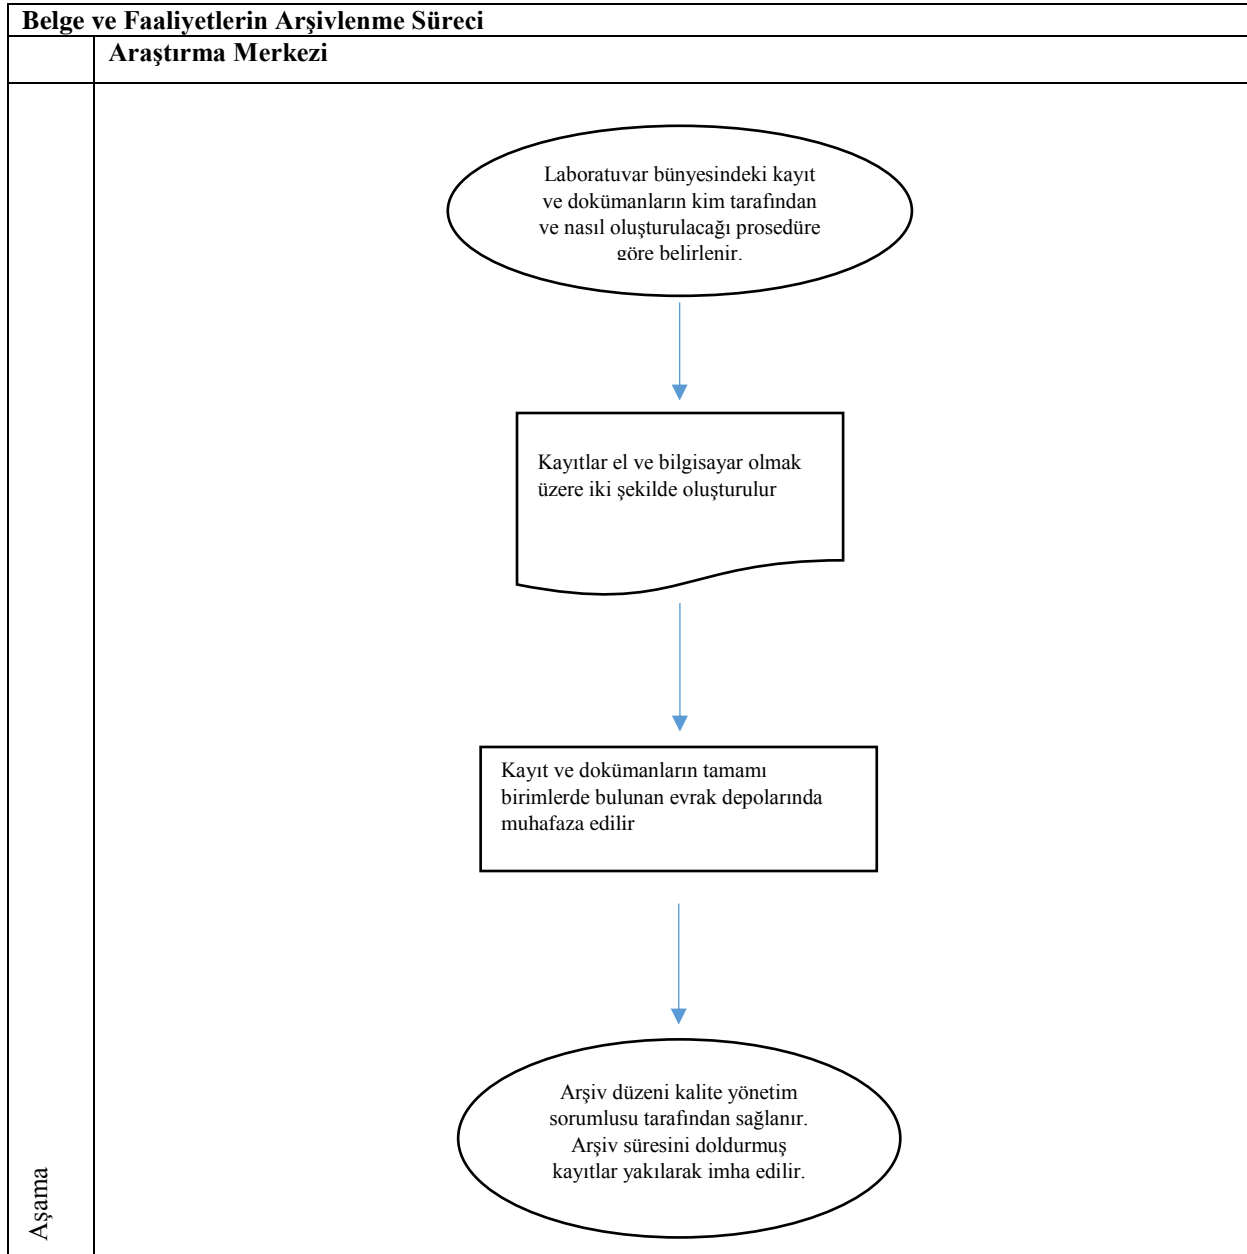 Belge ve Faaliyetlerin Arşivlenme Süreci
Araştırma Merkezi
Laboratuvar bünyesindeki kayıt
ve dokümanların kim tarafından
ve nasıl oluşturulacağı prosedüre
göre belirlenir.
Kayıtlar el ve bilgisayar olmak
üzere iki şekilde oluşturulur
Kayıt ve dokümanların tamamı
birimlerde bulunan evrak depolarında
muhafaza edilir
Arşiv düzeni kalite yönetim
sorumlusu tarafından sağlanır.
Arşiv süresini doldurmuş
kayıtlar yakılarak imha edilir.
Aşama